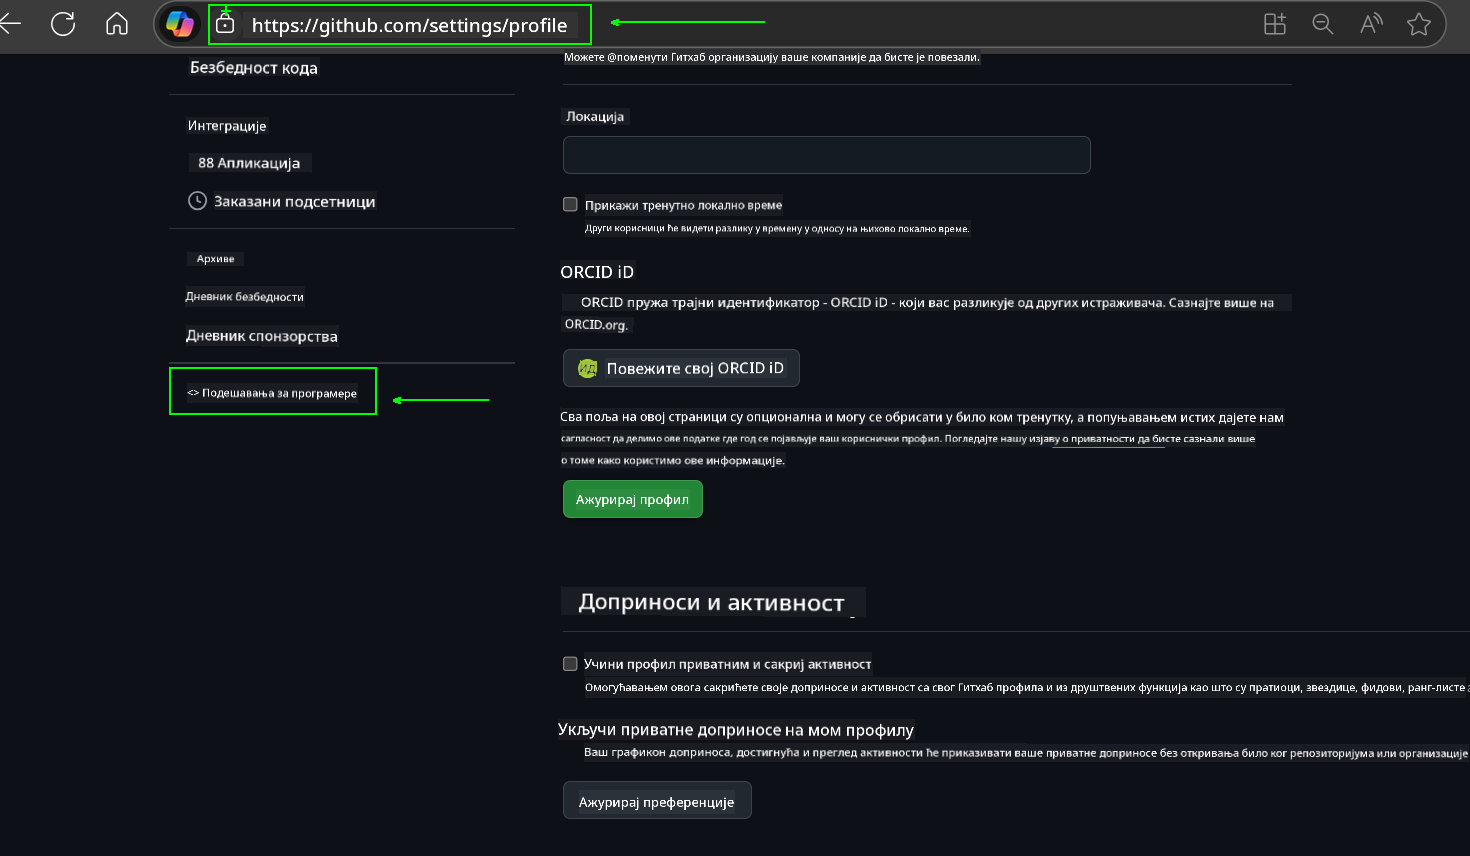 https://github.com/settings/profile
Безбедност кода
Интеграције
88 Апликација
Заказани подсетници
Архиве
Дневник безбедности
Дневник спонзорства
<> Подешавања за програмере
Можете @поменути Гитхаб организацију ваше компаније да бисте је повезали.
Локација
Прикажи тренутно локално време
Други корисници ће видети разлику у времену у односу на њихово локално време.
ORCID iD
ORCID пружа трајни идентификатор - ORCID iD - који вас разликује од других истраживача. Сазнајте више на
ORCID.org.
Повежите свој ORCID iD
Сва поља на овој страници су опционална и могу се обрисати у било ком тренутку, а попуњавањем истих дајете нам
сагласност да делимо ове податке где год се појављује ваш кориснички профил. Погледајте нашу изјаву о приватности да бисте сазнали више
о томе како користимо ове информације.
Ажурирај профил
Доприноси и активност
Учини профил приватним и сакриј активност
Омогућавањем овога сакрићете своје доприносе и активност са свог Гитхаб профила и из друштвених функција као што су пратиоци, звездице, фидови, ранг-листе
Укључи приватне доприносе на мом профилу
Ваш графикон доприноса, достигнућа и преглед активности ће приказивати ваше приватне доприносе без откривања било ког репозиторијума или организације
Ажурирај преференције